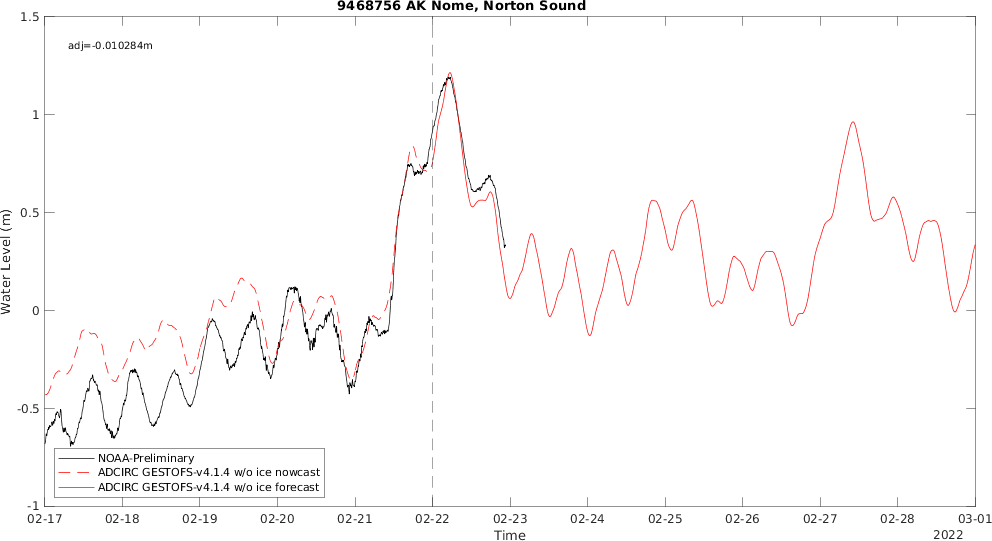 9468756 AK Nome, Norton Sound
1.5
adj=-0.010284m
1
0.5
Water Level (m)
0
-0.5
NOAA-Preliminary
ADCIRC GESTOFS-v4.1.4 w/o ice nowcast
ADCIRC GESTOFS-v4.1.4 w/o ice forecast
-1
02-17 02-18 02-19 02-20 02-21 02-22 02-23 02-24 02-25 02-26 02-27 02-28 03-01
Time
2022